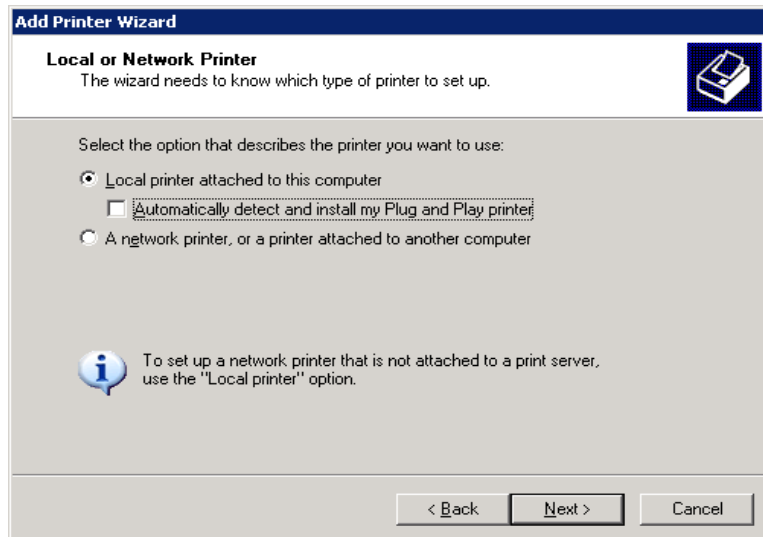 Add Printer Wizard
Local or Network Printer
The wizard needs to know which type of printer to set up.
Select the option that describes the printer you want to use:
Local printer attached to this computer
Automatically detect and install my Plug and Play printer
A network printer, or a printer attached to another computer
To set up a network printer that is not attached to a print server,
use the "Local printer" option.
< Back Next > Cancel